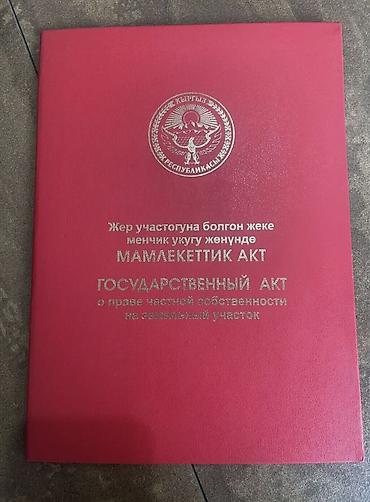 КЫРГЫЗ
РЕСПУБЛИКАСЫ
Жер участогуна болгон жеке
менчик укугу жөнүндө
МАМЛЕКЕТТИК АКТ
ГОСУДАРСТВЕННЫЙ АКТ
о праве частной собственности
на земельный участок